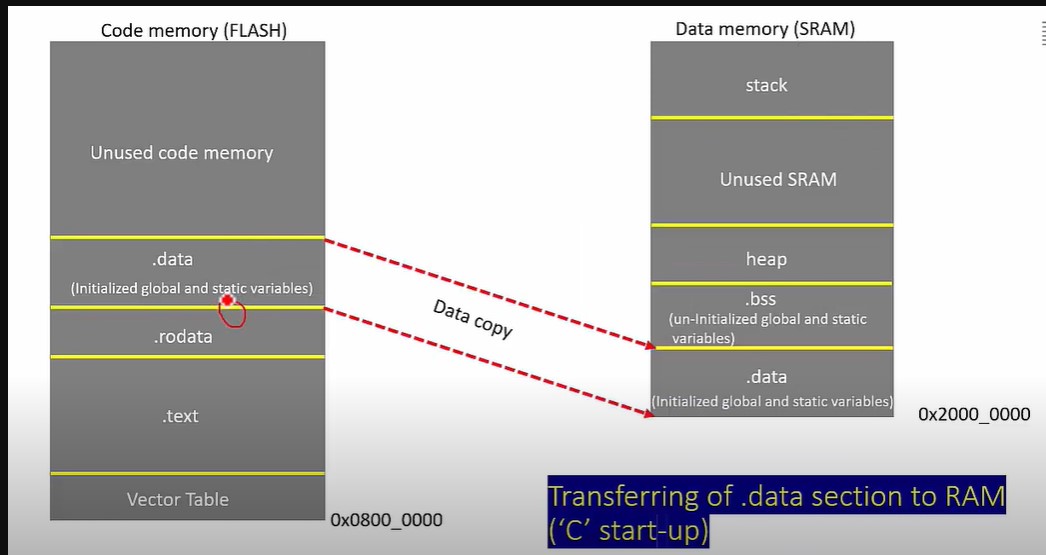 Code memory (FLASH)
Unused code memory
.data
(Initialized global and static variables)
.rodata
.text
Vector Table
0x0800_0000
Data copy
Data memory (SRAM)
stack
Unused SRAM
heap
.bss
(un-Initialized global and static
variables)
.data
(Initialized global and static variables)
0x2000_0000
Transferring of .data section to RAM
(‘C’ start-up)